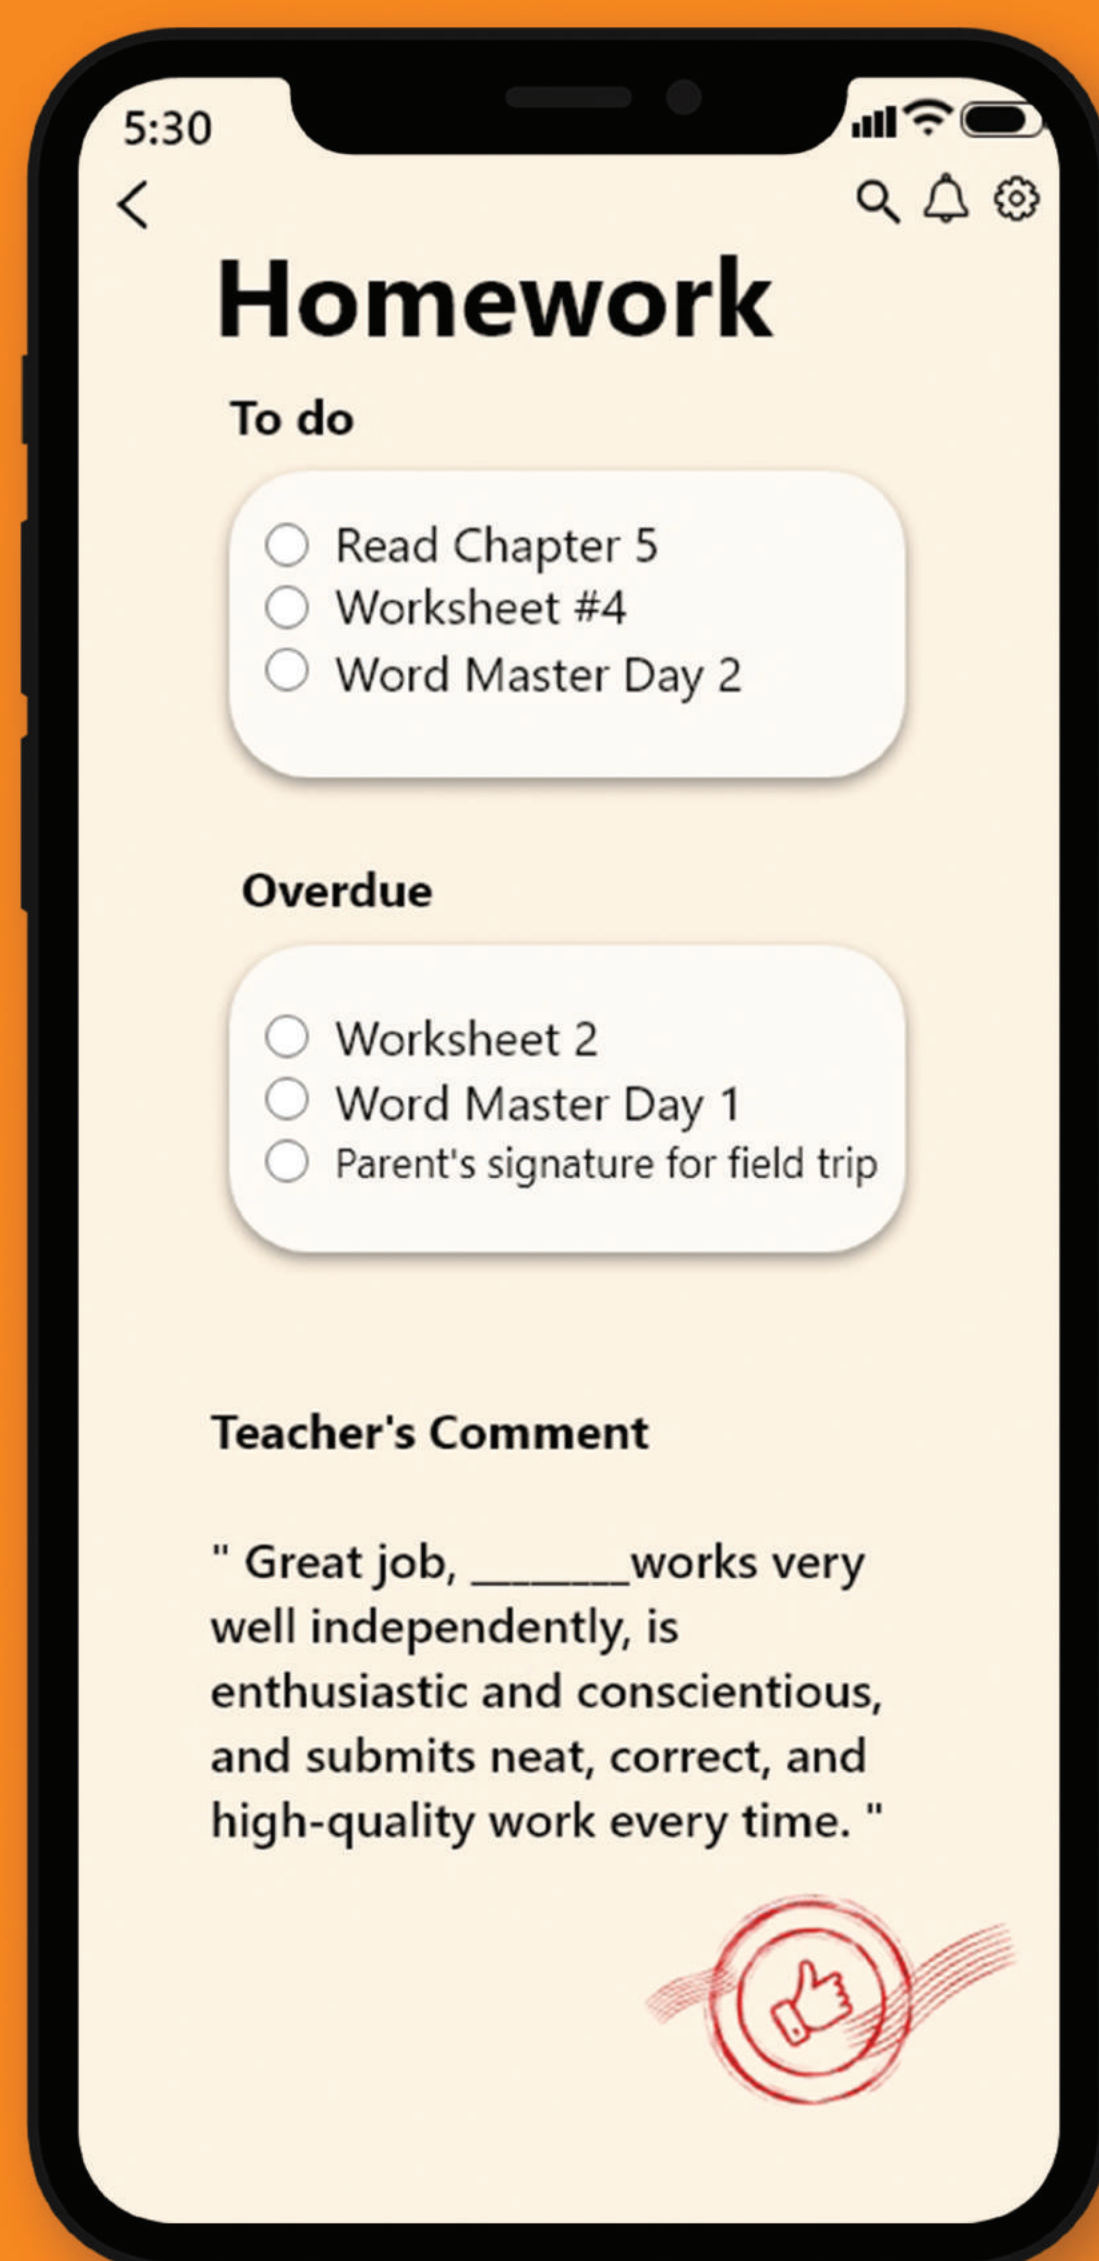 5:30
Homework
To do
Read Chapter 5
Worksheet #4
Word Master Day 2
Overdue
Worksheet 2
Word Master Day 1
Parent's signature for field trip
Teacher's Comment
" Great job, ________works very
well independently, is
enthusiastic and conscientious,
and submits neat, correct, and
high-quality work every time. "